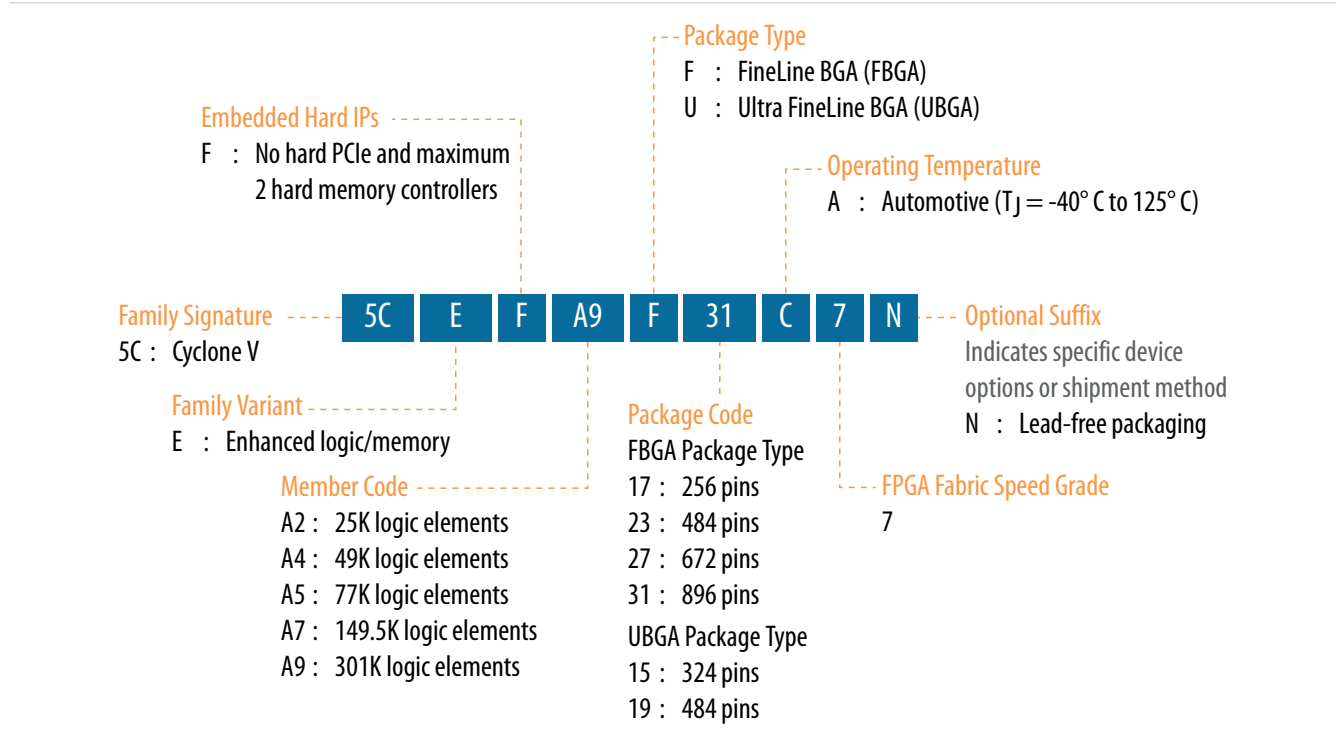 Package Type
F : FineLine BGA (FBGA)
U : Ultra FineLine BGA (UBGA)
Embedded Hard IPs
F : No hard PCIe and maximum
2 hard memory controllers
Operating Temperature
A : Automotive (TJ = -40° C to 125° C)
Family Signature
5C : Cyclone V
5C E F A9 F 31 C 7 N
Optional Suffix
Indicates specific device
options or shipment method
N : Lead-free packaging
Family Variant
E : Enhanced logic/memory
Member Code
A2 : 25K logic elements
A4 : 49K logic elements
A5 : 77K logic elements
A7 : 149.5K logic elements
A9 : 301K logic elements
Package Code
FBGA Package Type
17 : 256 pins
23 : 484 pins
27 : 672 pins
31 : 896 pins
UBGA Package Type
15 : 324 pins
19 : 484 pins
FPGA Fabric Speed Grade
7